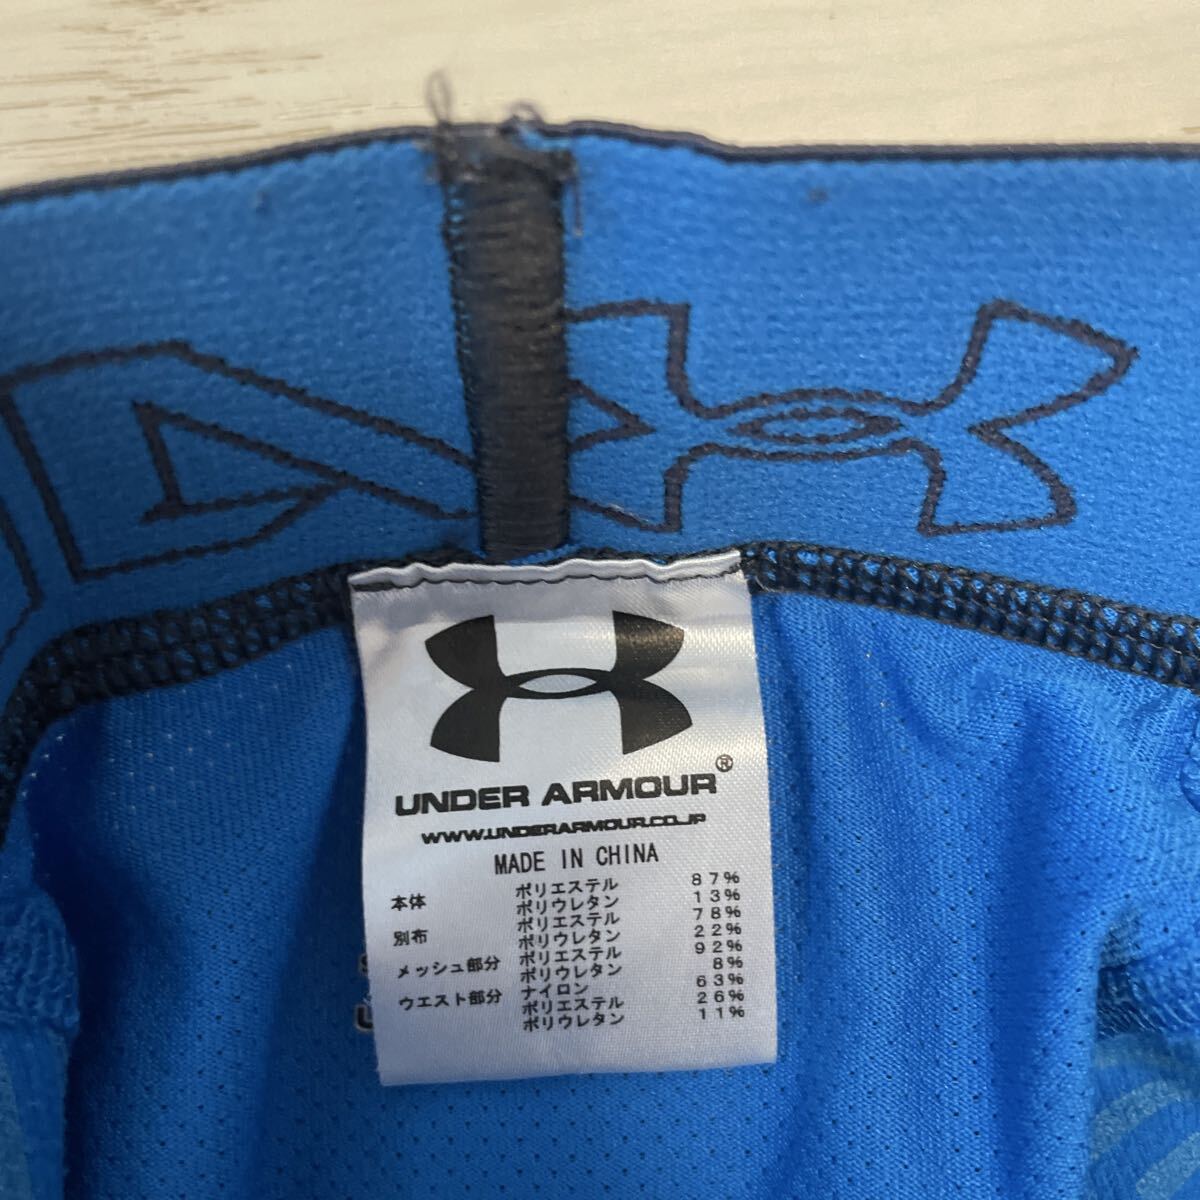 UNDER ARMOUR®
WWW.UNDERARMOUR.CO.JP
MADE IN CHINA
本体 ポリエステル 87%
ポリウレタン 13%
別布 ポリエステル 78%
ポリウレタン 22%
メッシュ部分 ポリエステル 92%
ポリウレタン 8%
ウエスト部分 ナイロン 63%
ポリエステル 26%
ポリウレタン 11%